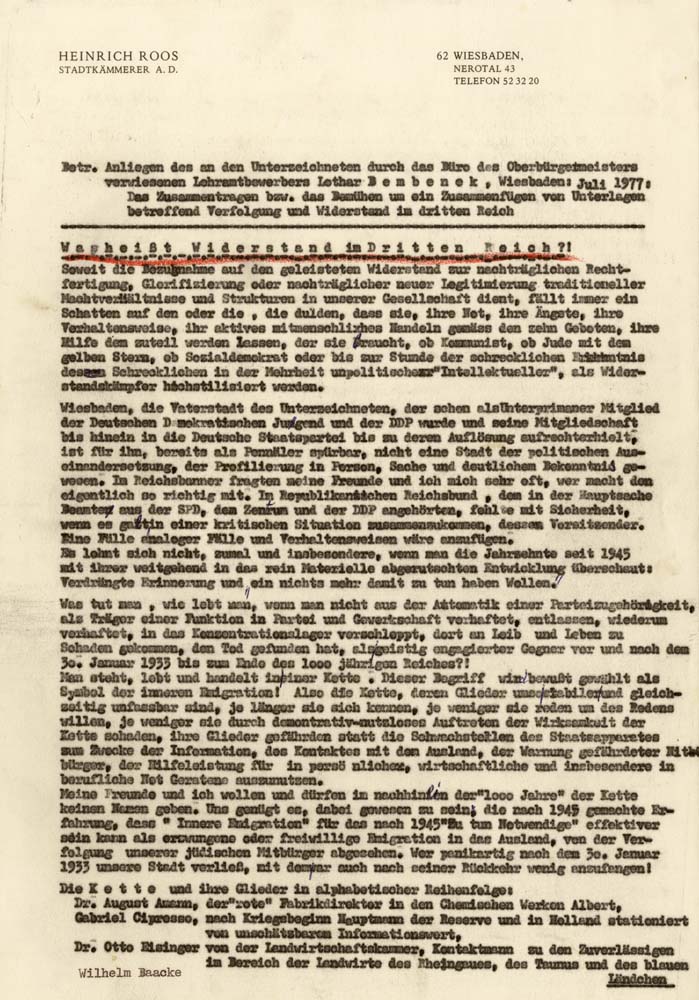 HEINRICH ROOS
STADTKÄMMERER A. D.
62 WIESBADEN,
NEROTAL 43
TELEFON 52 32 20
Betr. Anliegen des an den Unterzeichneten durch das Büro des Oberbürgermeisters
verwiesenen Lehramtbewerbers Lothar B e m b e n e k , Wiesbaden: Juli 1977:
Das Zusammentragen bzw. das Bemühen um ein Zusammenfügen von Unterlagen
betreffend Verfolgung und Widerstand im dritten Reich
W a s h e i ß t W i d e r s t a n d im D r i t t e n R e i c h ?!
Soweit die Bezugnahme auf den geleisteten Widerstand zur nachträglichen Recht-
fertigung, Glorifizierung oder nachträglicher neuer Legitimierung traditioneller
Machtverhältnisse und Strukturen in unserer Gesellschaft dient, fällt immer ein
Schatten auf den oder die , die dulden, dass sie, ihre Not, ihre Ängste, ihre
Verhaltensweise, ihr aktives mitmenschliches Handeln gemäss den zehn Geboten, ihre
Hilfe dem zuteil werden lassen, der sie braucht, ob Kommunist, ob Jude mit dem
gelben Stern, ob Sozialdemokrat oder bis zur Stunde der schrecklichen Erkenntnis
dessen Schrecklichen in der Mehrheit unpolitischer "Intellektueller", als Wider-
standskämpfer hochstilisiert werden.
Wiesbaden, die Vaterstadt des Unterzeichneten, der schon alsUnterprimaner Mitglied
der Deutschen Demokratischen Jugend und der DDP wurde und seine Mitgliedschaft
bis hinein in die Deutsche Staatspartei bis zu deren Auflösung aufrechterhielt,
ist für ihn, bereits als Pennäler spürbar, nicht eine Stadt der politischen Aus-
einandersetzung, der Profilierung in Person, Sache und deutlichem Bekenntnis ge-
wesen. Im Reichsbanner fragten meine Freunde und ich mich sehr oft, wer macht denn
eigentlich so richtig mit. Im Republikanischen Reichsbund , dem in der Hauptsache
Beamte aus der SPD, dem Zentrum und der DDP angehörten, fehlte mit Sicherheit,
wenn es galt in einer kritischen Situation zusammenzukommen, dessen Vorsitzender.
Eine Fülle analoger Fälle und Verhaltensweisen wäre anzufügen.
Es lohnt sich nicht, zumal und insbesondere, wenn man die Jahrzehnte seit 1945
mit ihrer weitgehend in das rein Materielle abgerutschten Entwicklung überschaut:
Verdrängte Erinnerung und "ein nichts mehr damit zu tun haben Wollen."
Was tut man , wie lebt man, wenn man nicht aus der Automatik einer Parteizugehörigkeit,
als Träger einer Funktion in Partei und Gewerkschaft verhaftet, entlassen, wiederum
verhaftet, in das Konzentrationslager verschleppt, dort an Leib und Leben zu
Schaden gekommen, den Tod gefunden hat, als geistig engagierter Gegner vor und nach dem
30. Januar 1933 bis zum Ende des 1000 jährigen Reiches?!
Man steht, lebt und handelt in einer Kette . Dieser Begriff wird bewußt gewählt als
Symbol der inneren Emigration! Also die Kette, deren Glieder umso stabiler und gleich-
zeitig unfassbar sind, je länger sie sich kennen, je weniger sie reden um des Redens
willen, je weniger sie durch demontrativ-nutzloses Auftreten der Wirksamkeit der
Kette schaden, ihre Glieder gefährden statt die Schwachstellen des Staatsapparates
zum Zwecke der Information, des Kontaktes mit dem Ausland, der Warnung gefährdeter Mitb
bürger, der Hilfeleistung für in persö nlicher, wirtschaftliche und insbesondere in
berufliche Not Geratene auszunutzen.
Meine Freunde und ich wollen und dürfen im nachhinein der"1000 Jahre" der Kette
keinen Namen geben. Uns genügt es, dabei gewesen zu sein; die nach 1945 gemachte Er-
fahrung, dass " Innere Emigration" für das nach 1945"Zu tun Notwendige" effektiver
sein kann als erzwungene oder freiwillige Emigration in das Ausland, von der Ver-
folgung unserer jüdischen Mitbürger abgesehen. Wer panikartig nach dem 30. Januar
1933 unsere Stadt verließ, mit dem war auch nach seiner Rückkehr wenig anzufangen!
Die K e t t e und ihre Glieder in alphabetischer Reihenfolge:
Dr. August Amann, der"rote" Fabrikdirektor in den Chemischen Werken Albert,
Gabriel Cipresso, nach Kriegsbeginn Hauptmann der Reserve und in Holland stationiert
von unschätzbarem Informationswert,
Dr. Otto Eisinger von der Landwirtschaftskammer, Kontaktmann zu den Zuverlässigen
im Bereich der Landwirte des Rheingaues, des Taunus und des blauen
Ländchen
Wilhelm Baacke